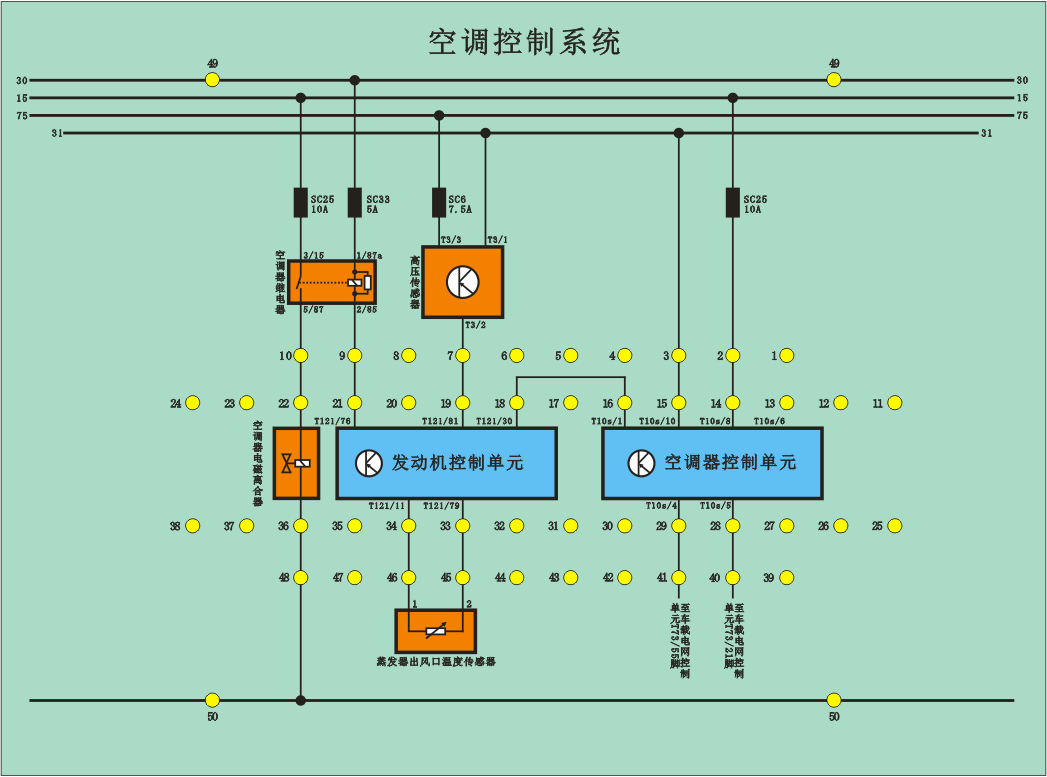 空调控制系统
49 49
30 30
15 15
75 75
31 31
SC25 SC33 SC6 SC25
10A 5A 7.5A 10A
T3/3 T3/1
空调器继电器 3/15 1/87a 高压传感器
5/87 2/85
T3/2
10 9 8 7 6 5 4 3 2 1
24 23 22 21 20 19 18 17 16 15 14 13 12 11
T121/76 T121/81 T121/30 T10s/1 T10s/10 T10s/8 T10s/6
空调器电磁离合器
发动机控制单元 空调器控制单元
T121/11 T121/79 T10s/4 T10s/5
38 37 36 35 34 33 32 31 30 29 28 27 26 25
48 47 46 45 44 43 42 41 40 39
1 2
至车载电网控制
单元T73/55脚
至车载电网控制
单元T73/21脚
蒸发器出风口温度传感器
50 50